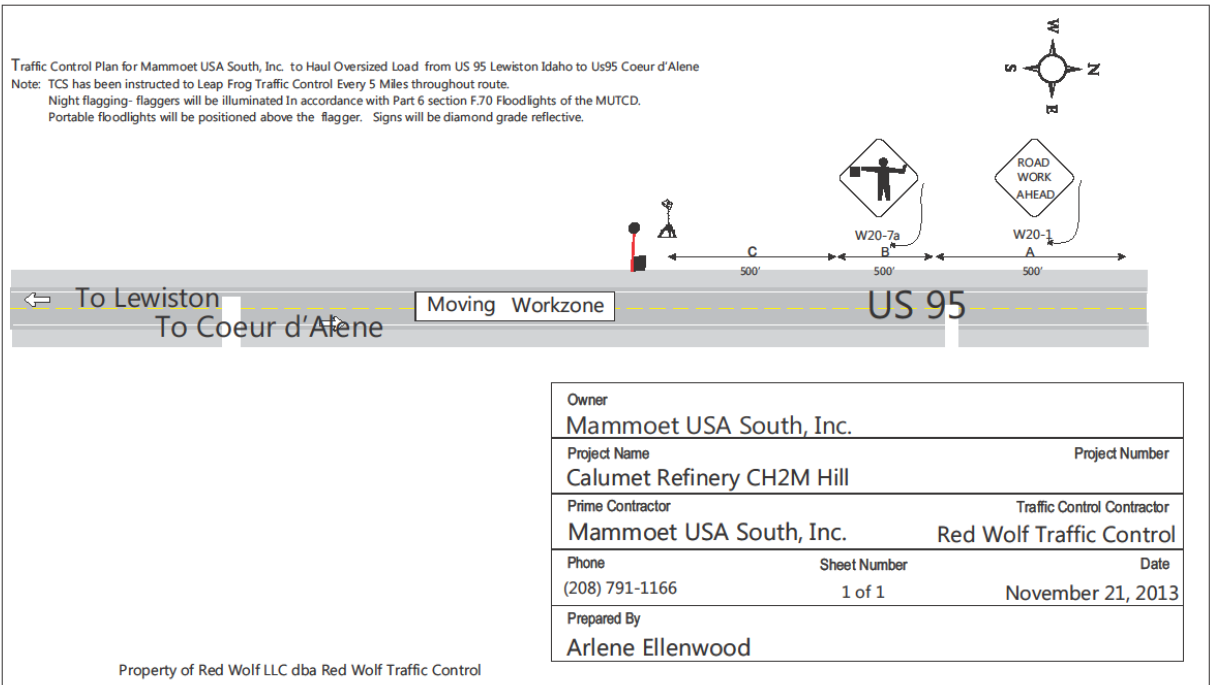 Traffic Control Plan for Mammoet USA South, Inc. to Haul Oversized Load from US 95 Lewiston Idaho to Us95 Coeur d'Alene
Note: TCS has been instructed to Leap Frog Traffic Control Every 5 Miles throughout route.
Night flagging- flaggers will be illuminated In accordance with Part 6 section F.70 Floodlights of the MUTCD.
Portable floodlights will be positioned above the flagger. Signs will be diamond grade reflective.
W
S N
E
ROAD
WORK
AHEAD
W20-7a W20-1
C B A
500' 500' 500'
To Lewiston
Moving Workzone
US 95
To Coeur d'Alene
Owner
Mammoet USA South, Inc.
Project Name Project Number
Calumet Refinery CH2M Hill
Prime Contractor Traffic Control Contractor
Mammoet USA South, Inc. Red Wolf Traffic Control
Phone Sheet Number Date
(208) 791-1166 1 of 1 November 21, 2013
Prepared By
Arlene Ellenwood
Property of Red Wolf LLC dba Red Wolf Traffic Control